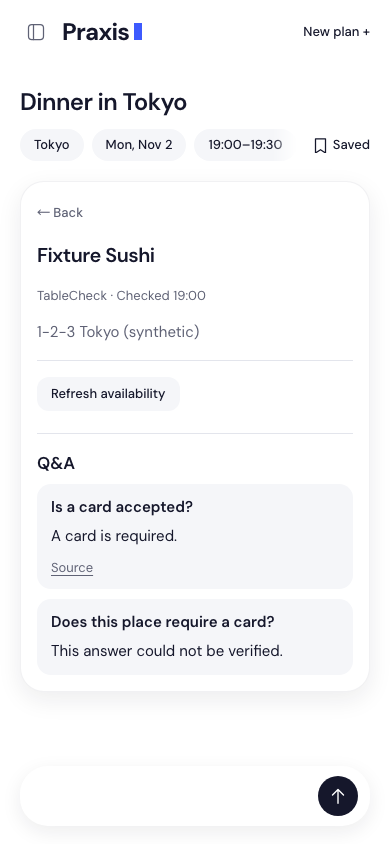 Praxis
New plan +
Dinner in Tokyo
Tokyo
Mon, Nov 2
19:00–19:30
Saved
← Back
Fixture Sushi
TableCheck · Checked 19:00
1-2-3 Tokyo (synthetic)
Refresh availability
Q&A
Is a card accepted?
A card is required.
Source
Does this place require a card?
This answer could not be verified.